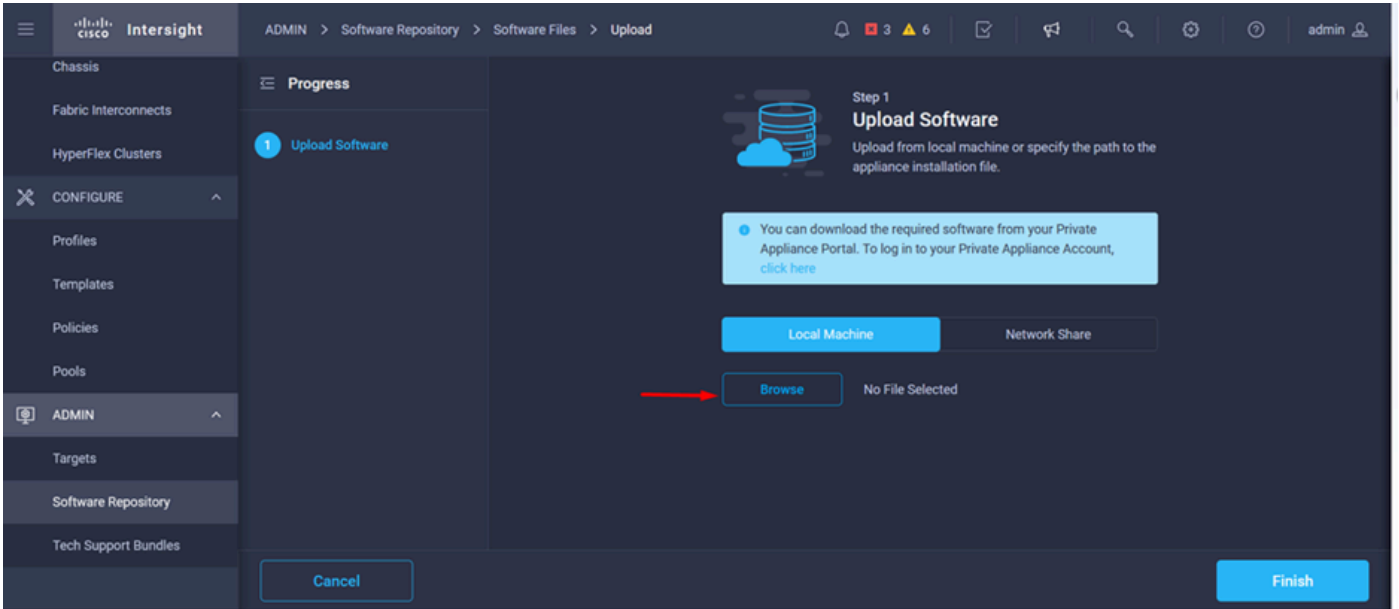 cisco Intersight
ADMIN > Software Repository > Software Files > Upload
3 6
admin
Chassis
Fabric Interconnects
HyperFlex Clusters
CONFIGURE
Profiles
Templates
Policies
Pools
ADMIN
Targets
Software Repository
Tech Support Bundles
Progress
1 Upload Software
Step 1
Upload Software
Upload from local machine or specify the path to the
appliance installation file.
You can download the required software from your Private
Appliance Portal. To log in to your Private Appliance Account,
click here
Local Machine Network Share
Browse No File Selected
Cancel Finish